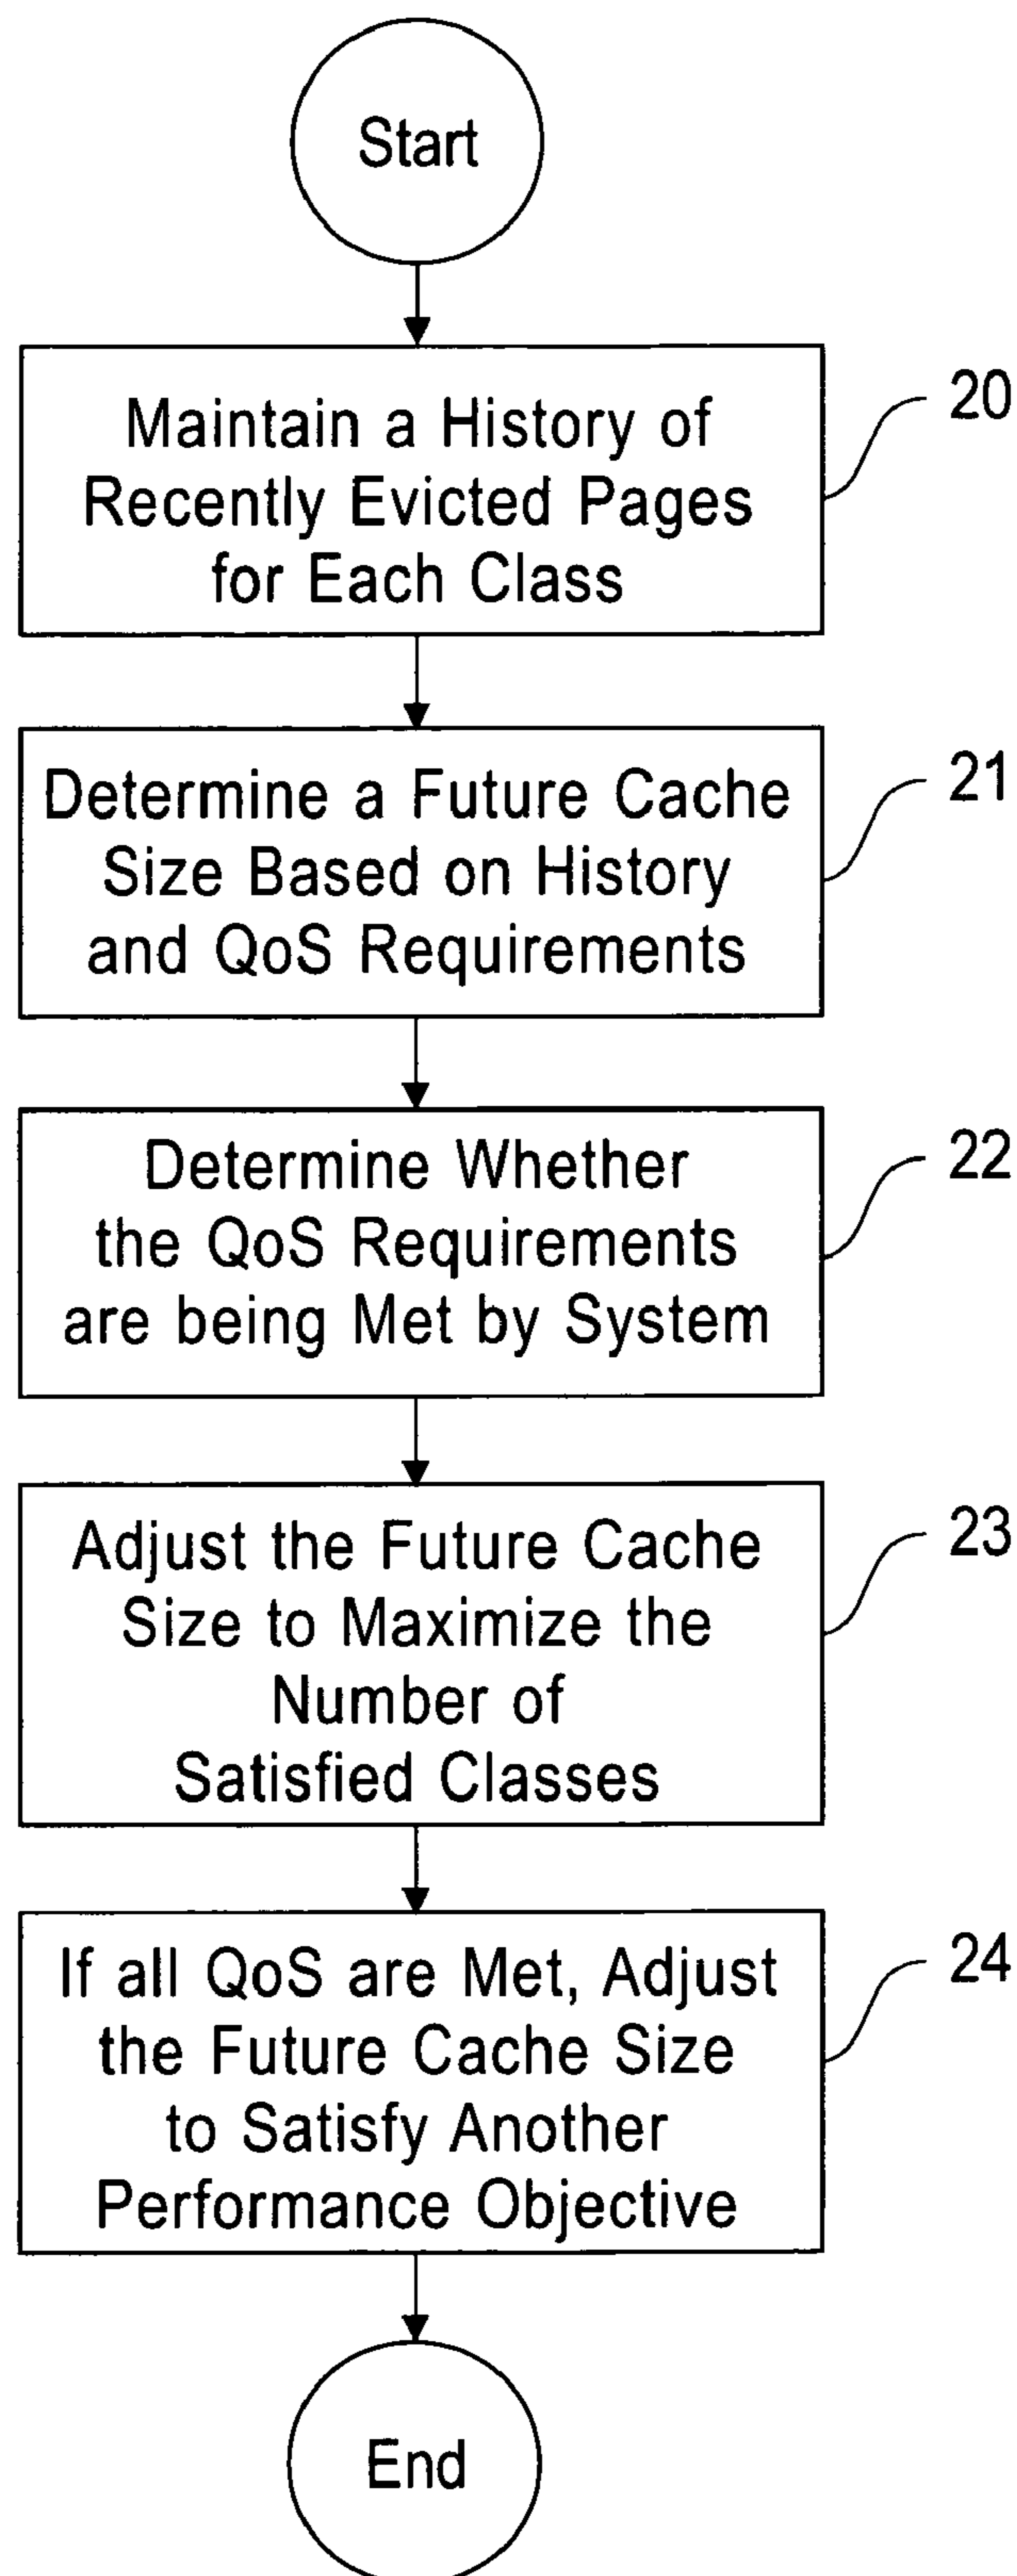 Start
Maintain a History of
Recently Evicted Pages
for Each Class
20
Determine a Future Cache
Size Based on History
and QoS Requirements
21
Determine Whether
the QoS Requirements
are being Met by System
22
Adjust the Future Cache
Size to Maximize the
Number of
Satisfied Classes
23
If all QoS are Met, Adjust
the Future Cache Size
to Satisfy Another
Performance Objective
24
End